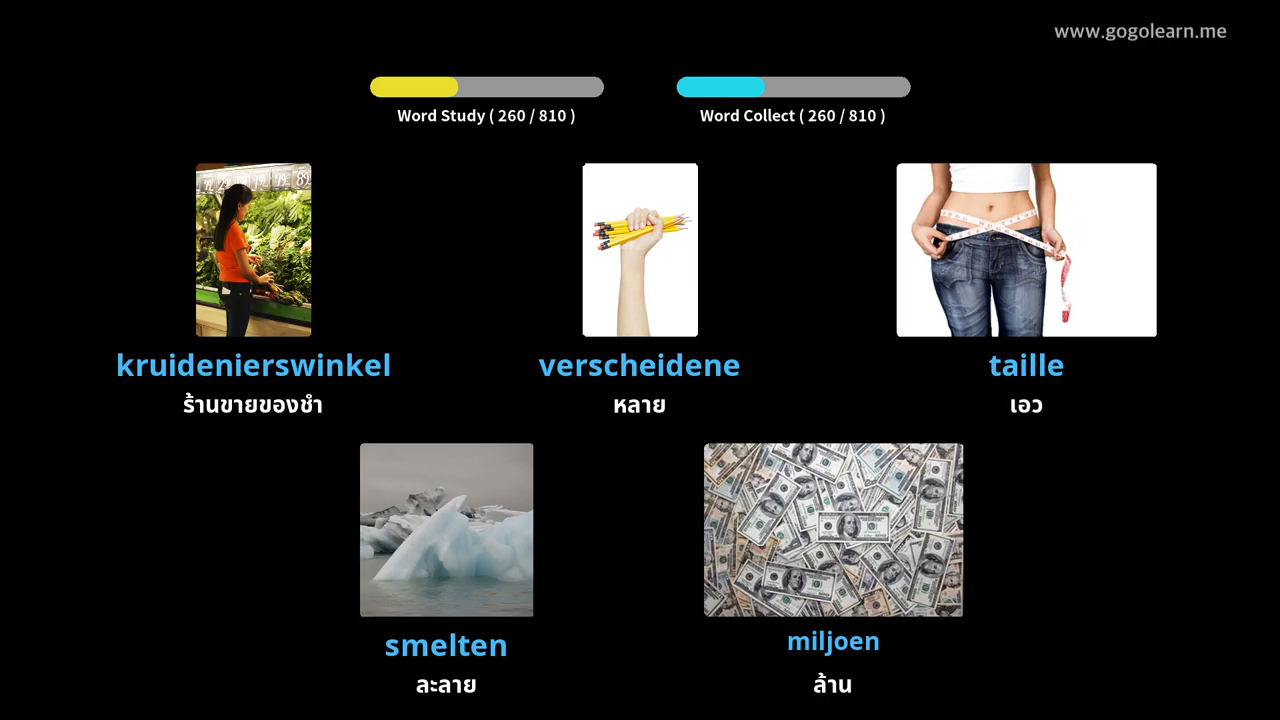 www.gogolearn.me
Word Study ( 260 / 810 )
Word Collect ( 260 / 810 )
kruidenierswinkel
ร้านขายของชำ
verscheidene
หลาย
taille
เอว
smelten
ละลาย
miljoen
ล้าน